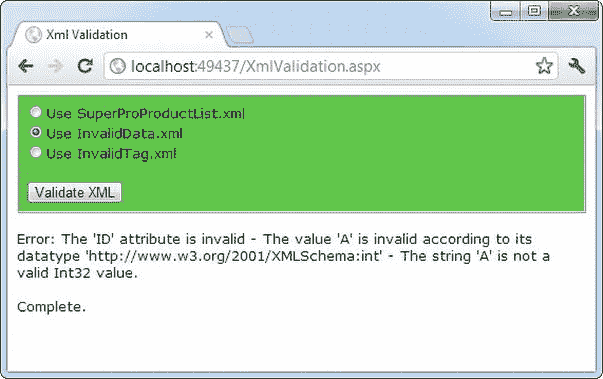 Xml Validation
localhost:49437/XmlValidation.aspx
Use SuperProProductList.xml
Use InvalidData.xml
Use InvalidTag.xml
Validate XML
Error: The 'ID' attribute is invalid - The value 'A' is invalid according to its
datatype 'http://www.w3.org/2001/XMLSchema:int' - The string 'A' is not a
valid Int32 value.
Complete.